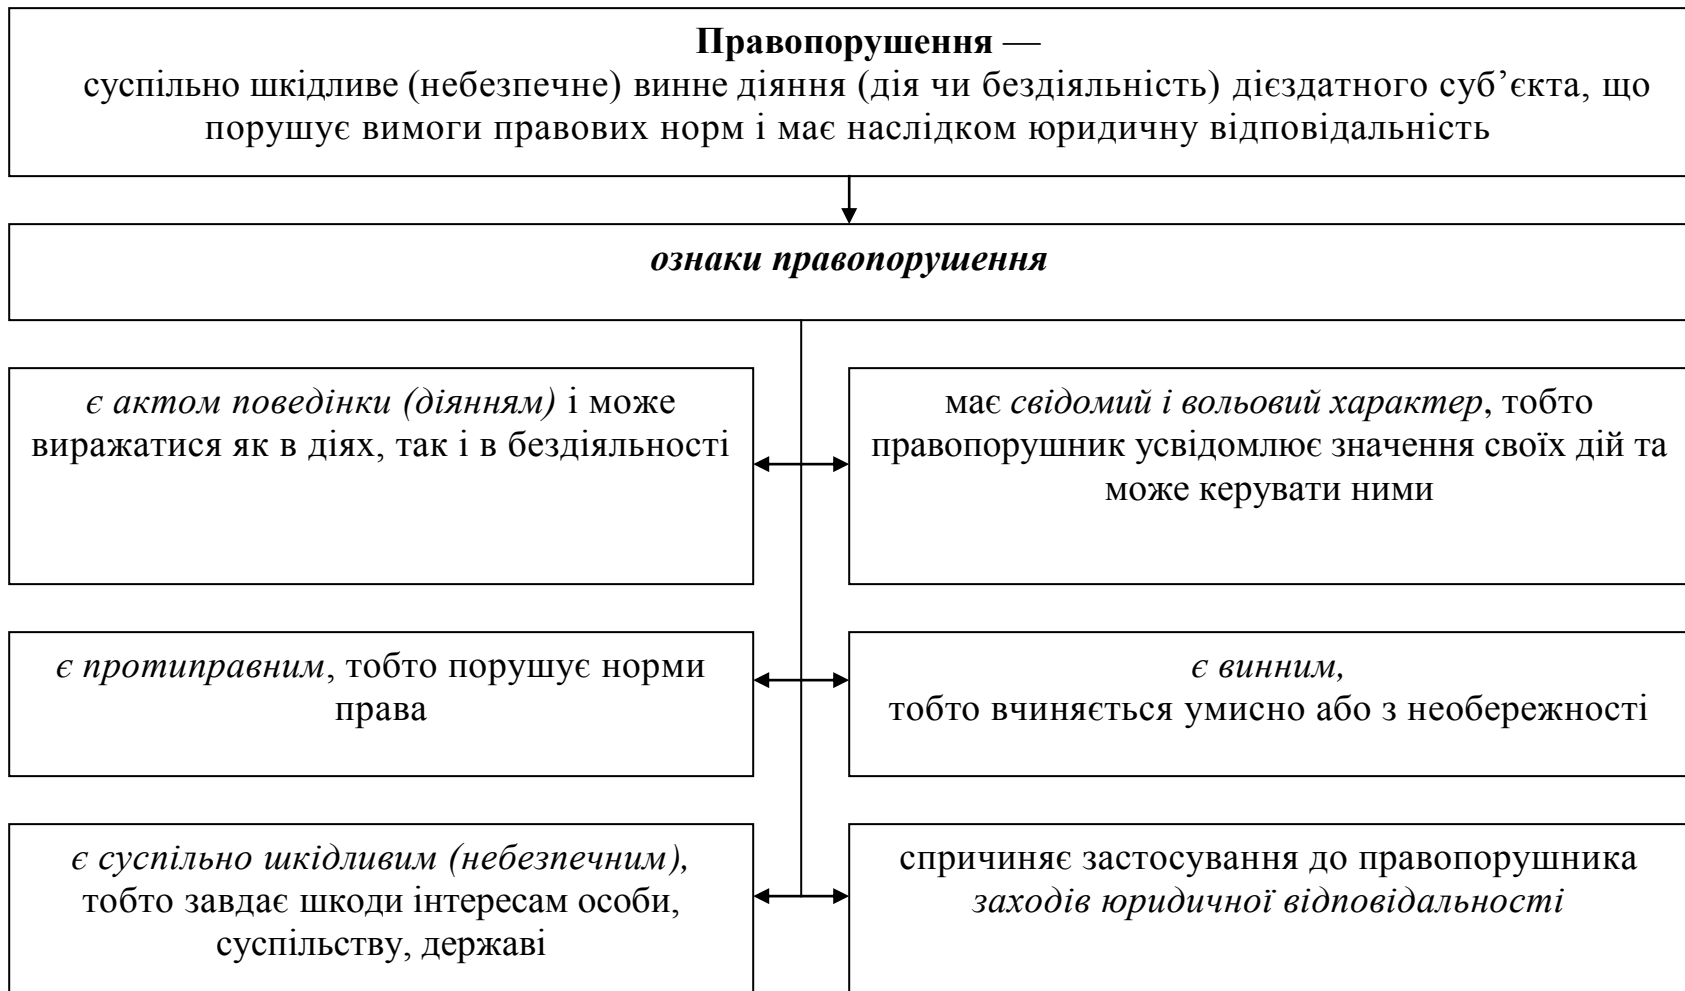 Правопорушення —
суспільно шкідливе (небезпечне) винне діяння (дія чи бездіяльність) дієздатного суб’єкта, що
порушує вимоги правових норм і має наслідком юридичну відповідальність
ознаки правопорушення
є актом поведінки (діянням) і може
виражатися як в діях, так і в бездіяльності
має свідомий і вольовий характер, тобто
правопорушник усвідомлює значення своїх дій та
може керувати ними
є протиправним, тобто порушує норми
права
є винним,
тобто вчиняється умисно або з необережності
є суспільно шкідливим (небезпечним),
тобто завдає шкоди інтересам особи,
суспільству, державі
спричиняє застосування до правопорушника
заходів юридичної відповідальності